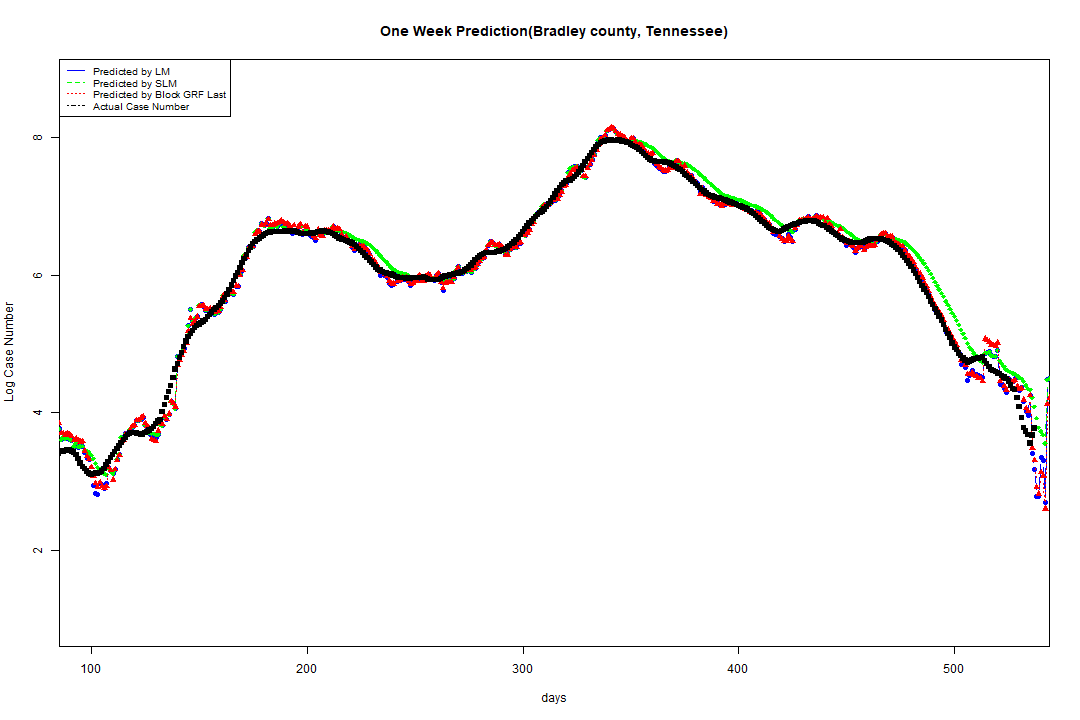 One Week Prediction(Bradley county, Tennessee)
Predicted by LM
Predicted by SLM
Predicted by Block GRF Last
Actual Case Number
8
6
4
2
Log Case Number
100 200 300 400 500
days